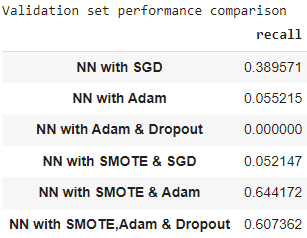 Validation set performance comparison
recall
NN with SGD 0.389571
NN with Adam 0.055215
NN with Adam & Dropout 0.000000
NN with SMOTE & SGD 0.052147
NN with SMOTE & Adam 0.644172
NN with SMOTE,Adam & Dropout 0.607362